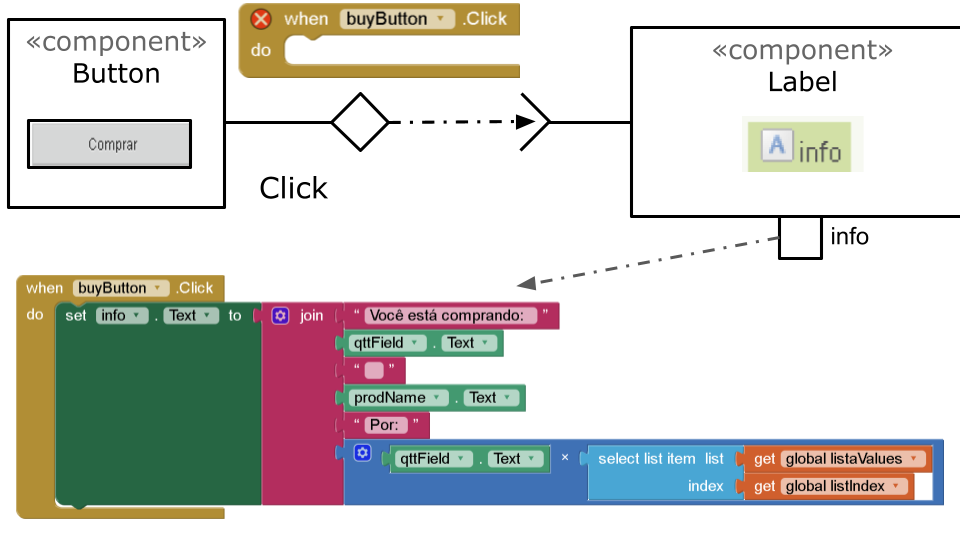 «component»
Button
Comprar
when buyButton .Click
do
Click
«component»
Label
A info
info
when buyButton .Click
do set info . Text to join " Você está comprando: "
qttField . Text
" "
prodName . Text
" Por: "
qttField . Text × select list item list get global listaValues
index get global listIndex